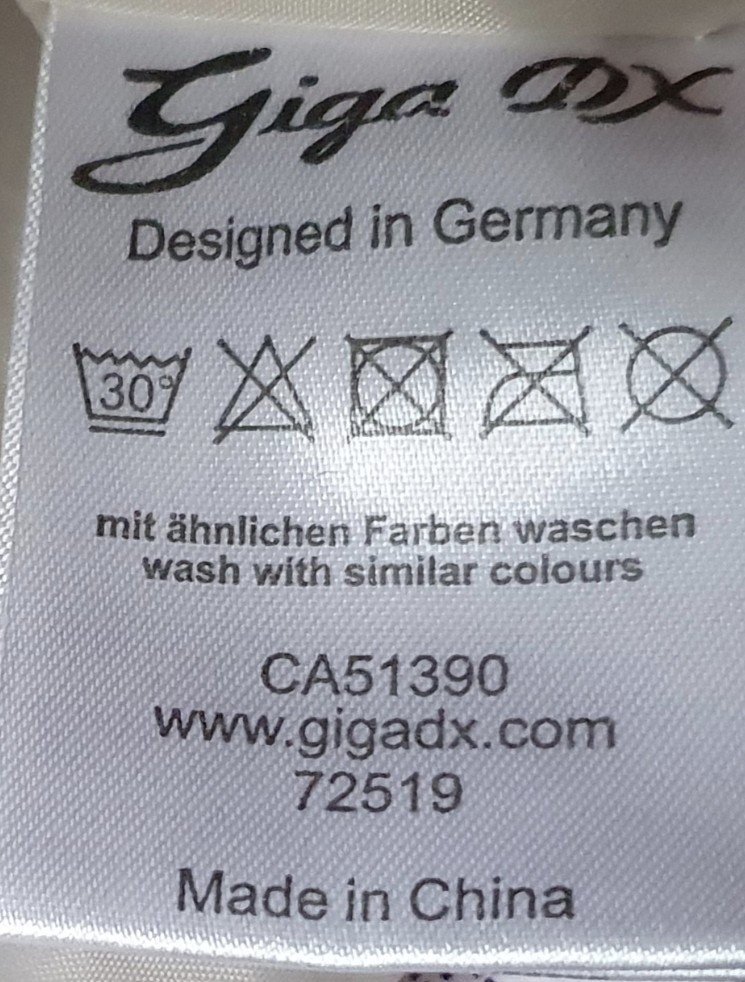 Giga DX
Designed in Germany
30°
mit ähnlichen Farben waschen
wash with similar colours
CA51390
www.gigadx.com
72519
Made in China